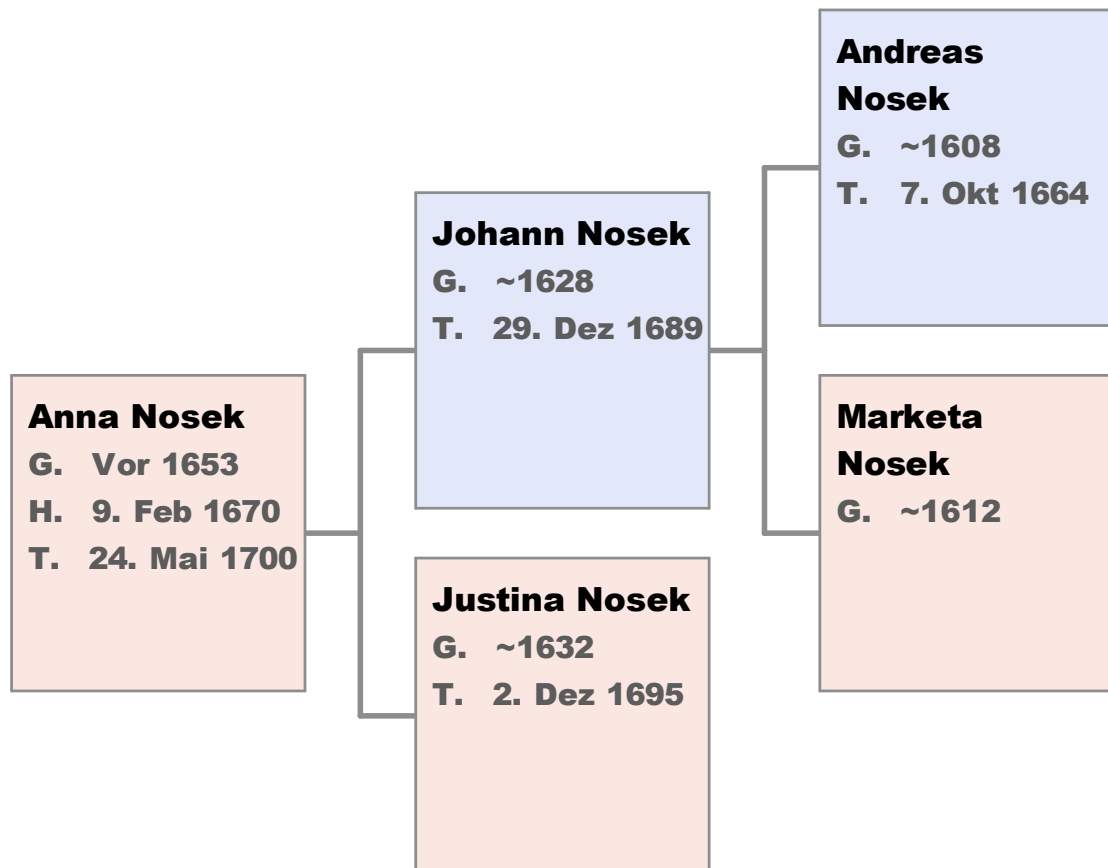 Andreas
Nosek
G. ~1608
T. 7. Okt 1664
Johann Nosek
G. ~1628
T. 29. Dez 1689
Anna Nosek
G. Vor 1653
H. 9. Feb 1670
T. 24. Mai 1700
Marketa
Nosek
G. ~1612
Justina Nosek
G. ~1632
T. 2. Dez 1695